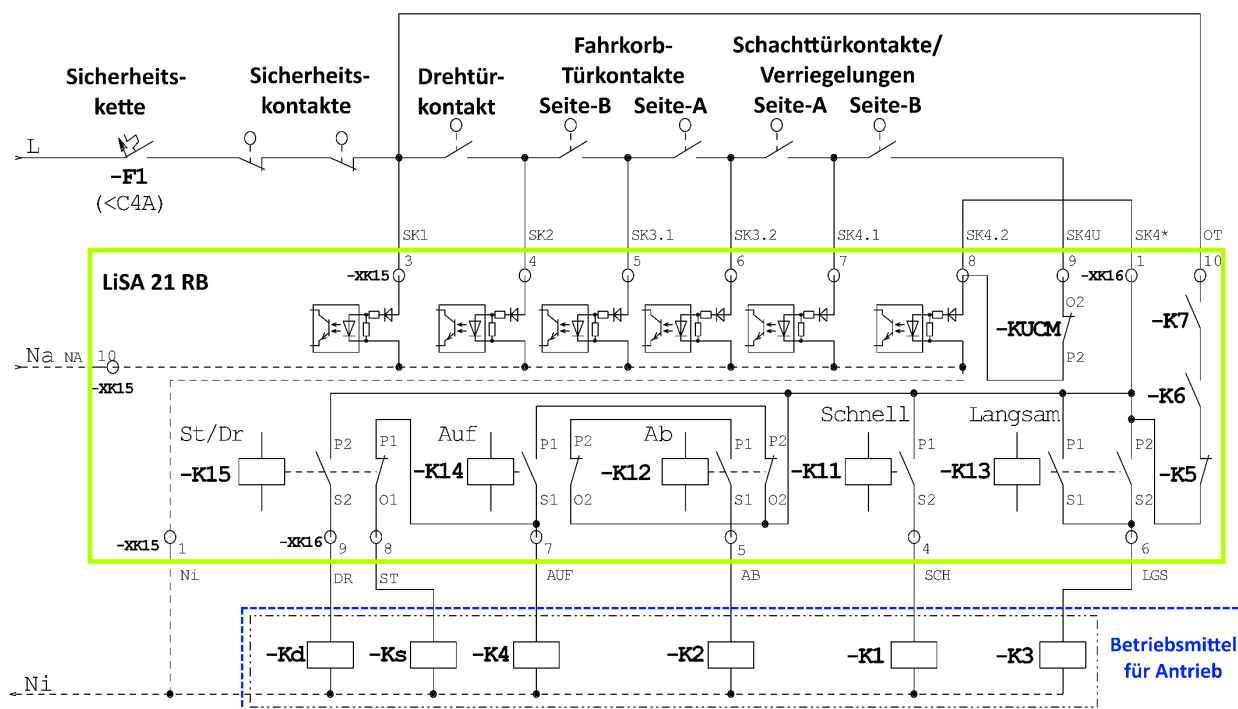 Sicherheits-
kette
Sicherheits-
kontakte
Drehtür-
kontakt
Fahrkorb-
Türkontakte
Seite-B Seite-A
Schachttürkontakte/
Verriegelungen
Seite-A Seite-B
L
-F1
(<C4A)
SK1 SK2 SK3.1 SK3.2 SK4.1 SK4.2 SK4U SK4* OT
LiSA 21 RB
-XK15 3 4 5 6 7 8 9 -XK16 1 10
O2
-KUCM
P2
-K7
Na NA 10
-XK15
-K6
St/Dr Auf Ab Schnell Langsam
P2 P1 P1 P2 P1 P2 P1 P1 P2
-K15 -K14 -K12 -K11 -K13 -K5
S2 O1 S1 O2 S1 O2 S2 S1 S2
-XK15 1 -XK16 9 8 7 5 4 6
Ni DR ST AUF AB SCH LGS
-Kd -Ks -K4 -K2 -K1 -K3
Betriebsmittel
für Antrieb
Ni